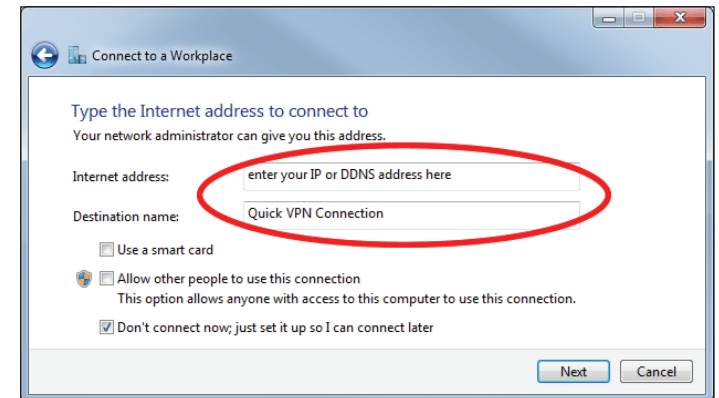 Connect to a Workplace
Type the Internet address to connect to
Your network administrator can give you this address.
Internet address: enter your IP or DDNS address here
Destination name: Quick VPN Connection
Use a smart card
Allow other people to use this connection
This option allows anyone with access to this computer to use this connection.
Don't connect now; just set it up so I can connect later
Next Cancel